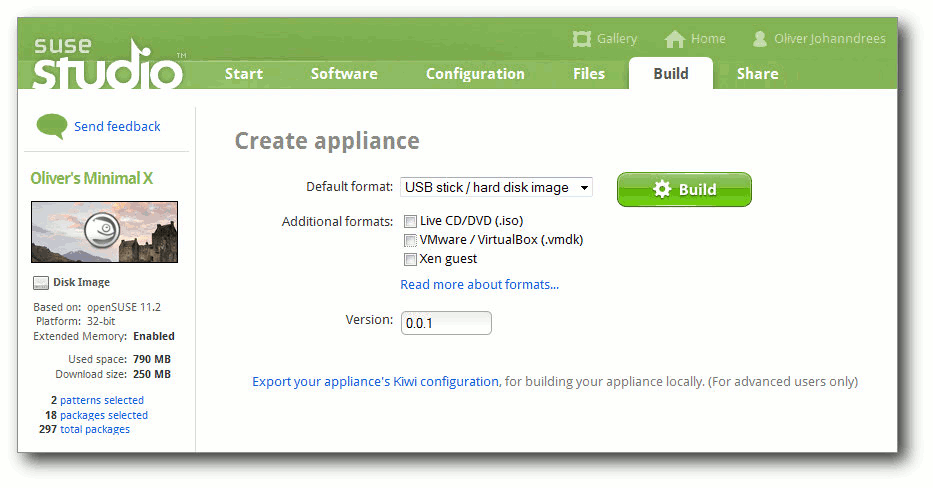 suse
studio™
Gallery Home Oliver Johanndrees
Start Software Configuration Files Build Share
Send feedback
Oliver's Minimal X
Disk Image
Based on: openSUSE 11.2
Platform: 32-bit
Extended Memory: Enabled
Used space: 790 MB
Download size: 250 MB
2 patterns selected
18 packages selected
297 total packages
Create appliance
Default format: USB stick / hard disk image
Build
Additional formats: Live CD/DVD (.iso)
VMware / VirtualBox (.vmdk)
Xen guest
Read more about formats...
Version: 0.0.1
Export your appliance's Kiwi configuration, for building your appliance locally. (For advanced users only)